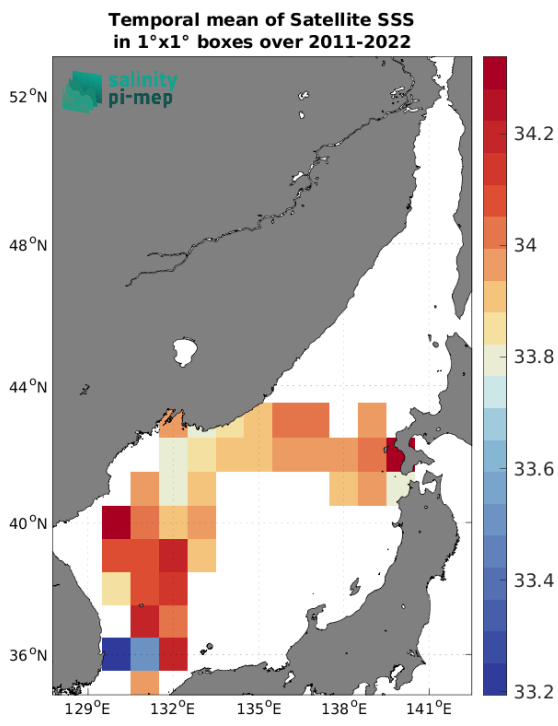 Temporal mean of Satellite SSS
in 1°x1° boxes over 2011-2022
salinity
pi-mep
52°N
48°N
44°N
40°N
36°N
129°E
132°E
135°E
138°E
141°E
34.2
34
33.8
33.6
33.4
33.2